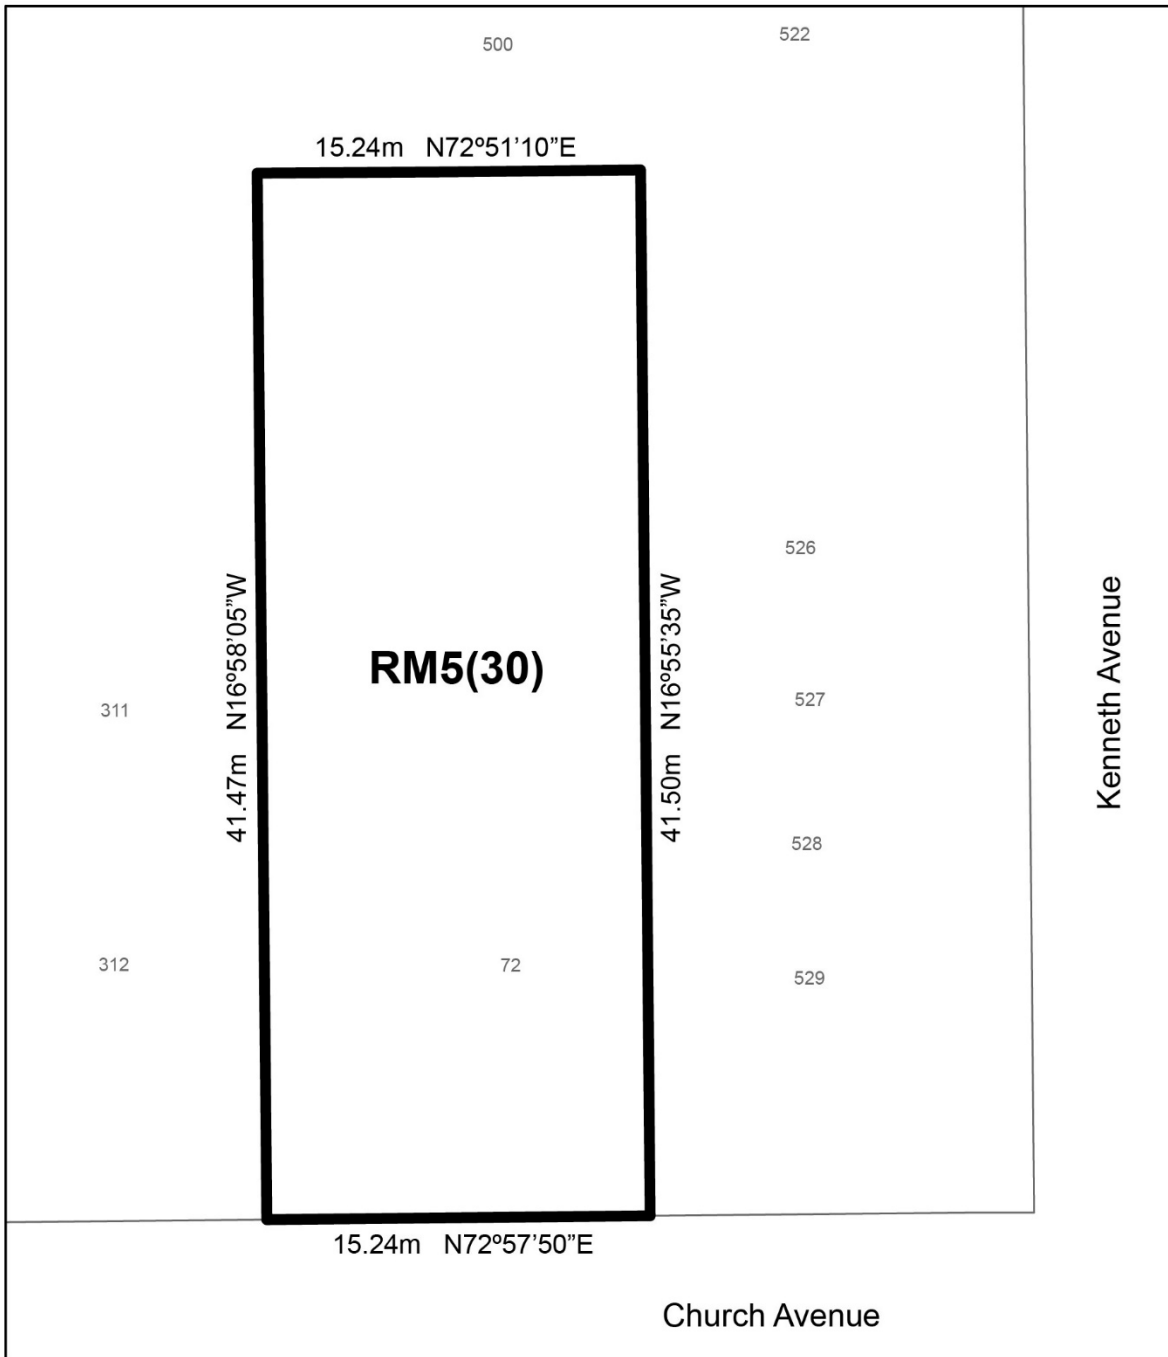 500
522
15.24m N72º51’10”E
526
41.47m N16º58’05”W
41.50m N16º55’35”W
Kenneth Avenue
RM5(30)
527
311
528
312
72
529
15.24m N72º57’50”E
Church Avenue